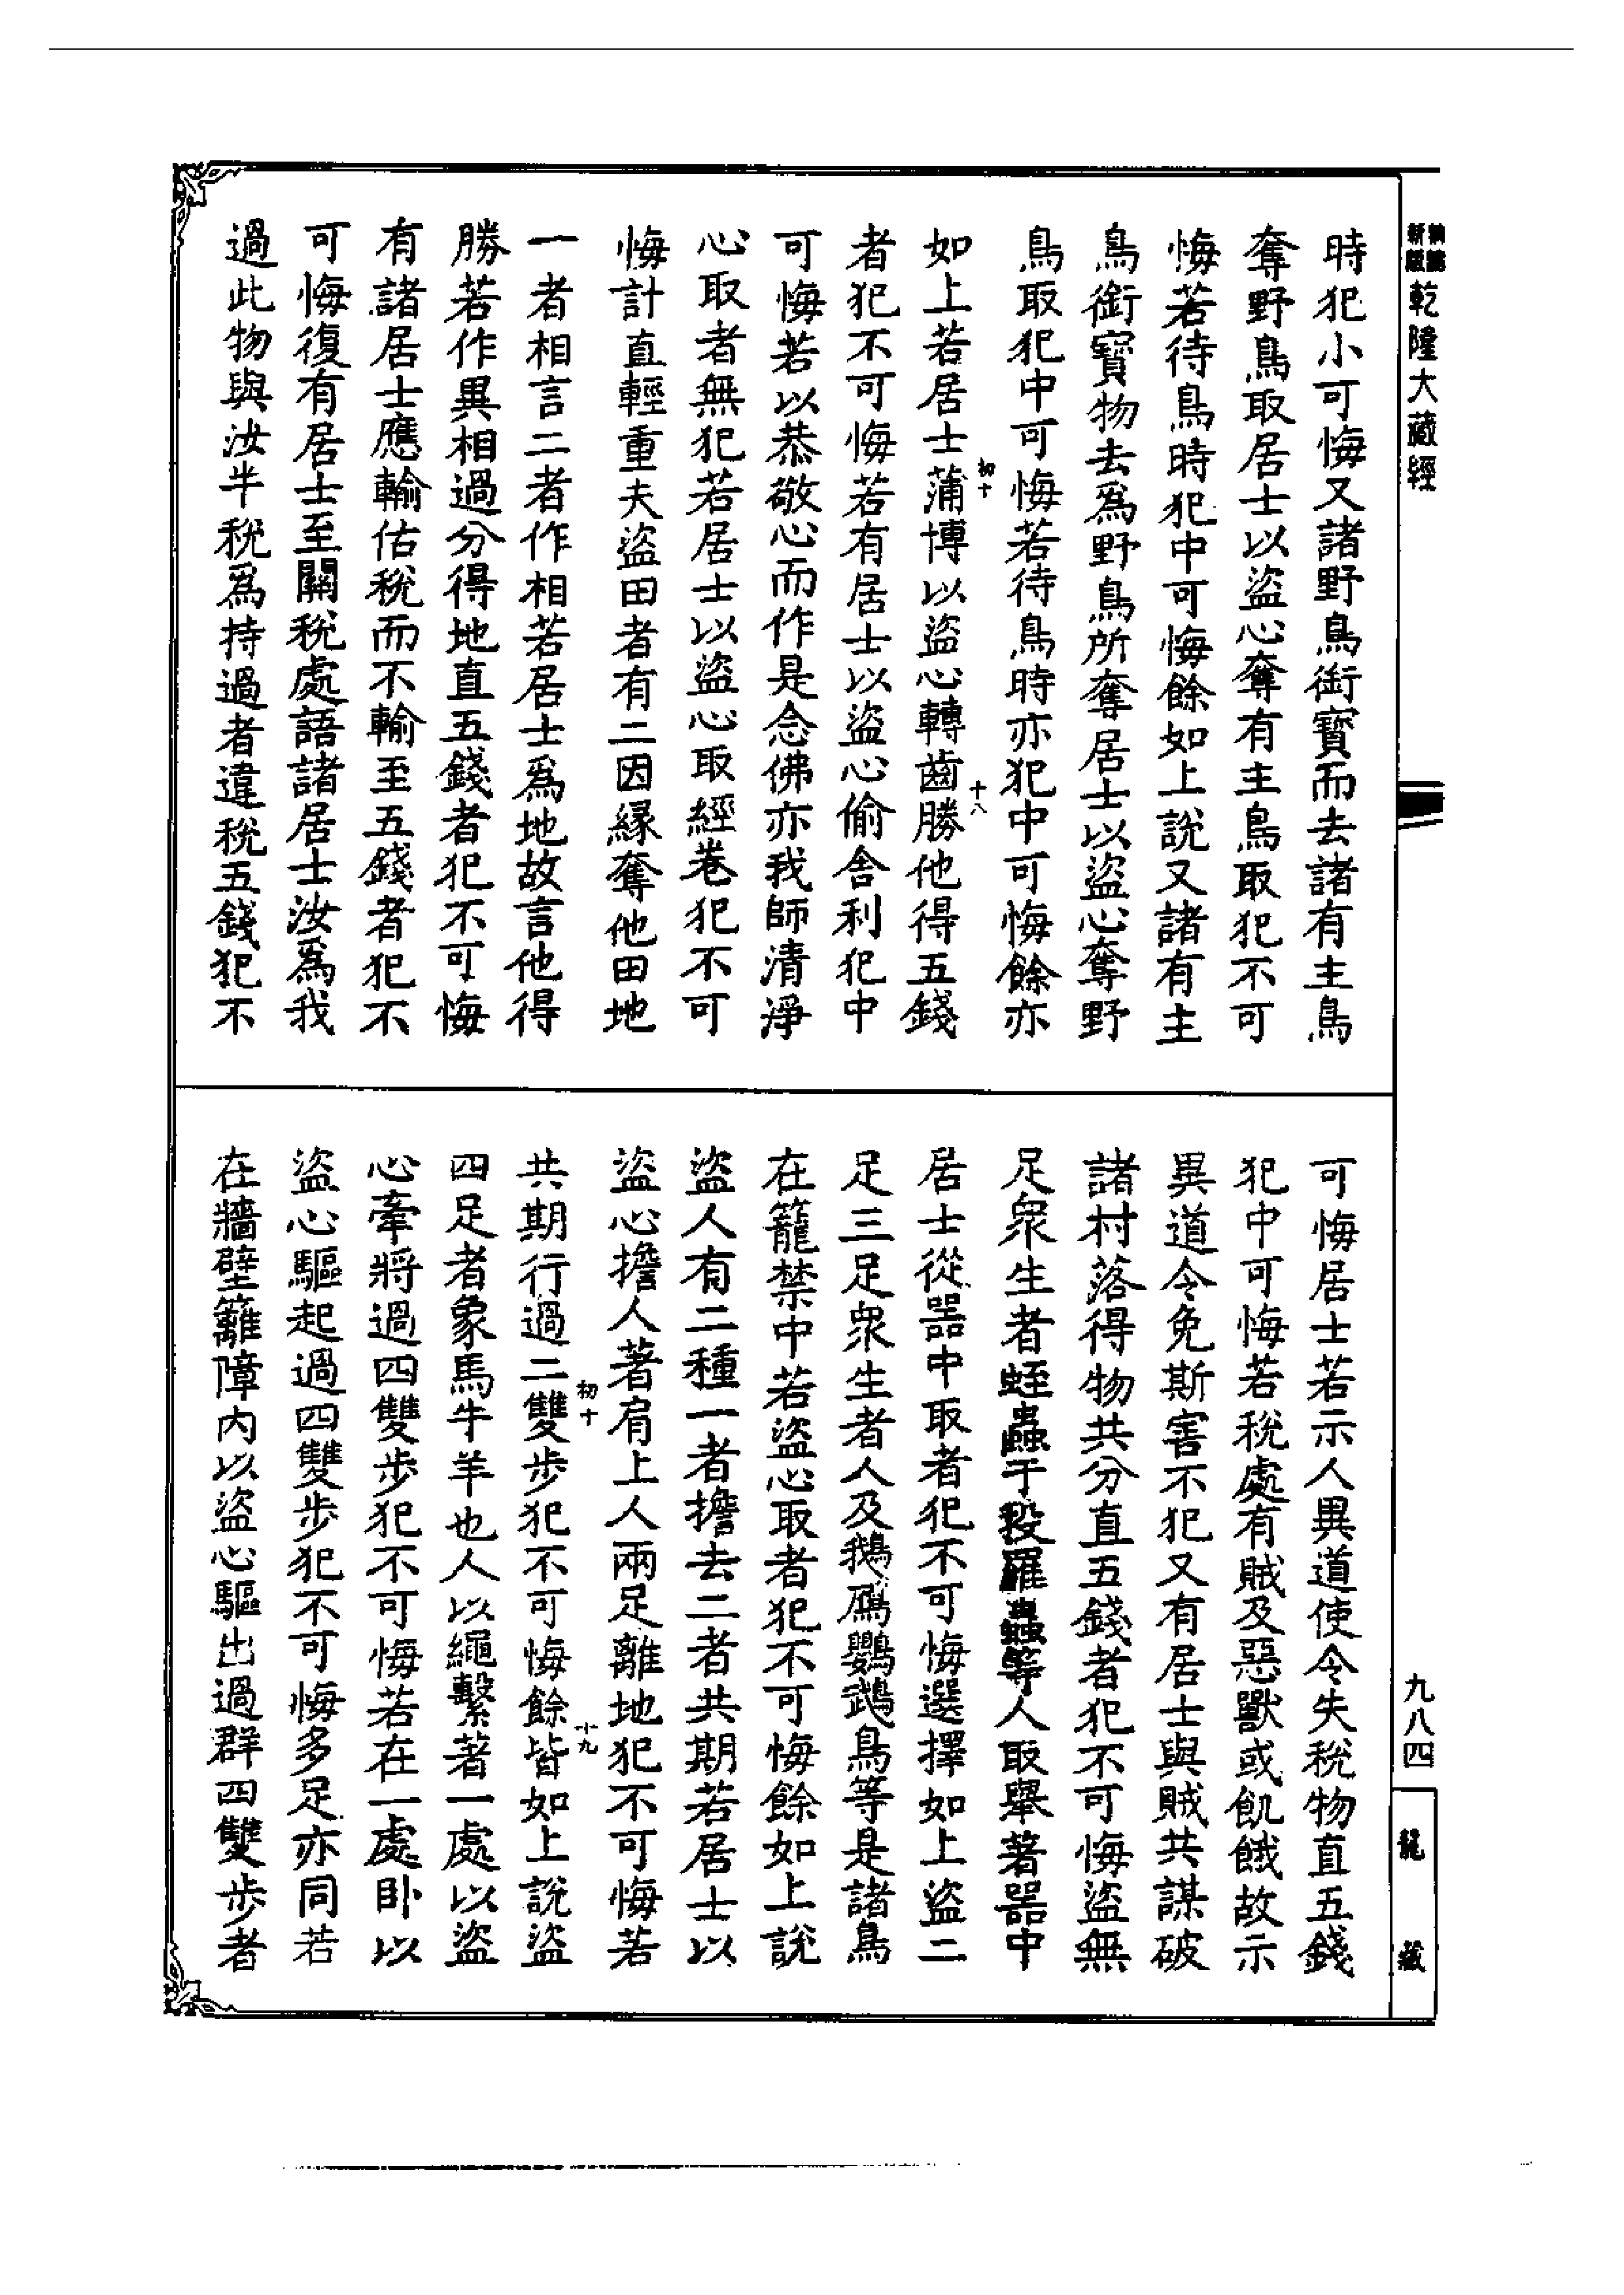 新版
乾隆大藏經
時犯小可悔又諸野鳥銜寶而去諸有主鳥
奪野鳥取居士以盜心奪有主鳥取犯不可
悔若待鳥時犯中可悔餘如上說又諸有主
鳥銜寶物去為野鳥所奪居士以盜心奪野
鳥取犯中可悔若待鳥時亦犯中可悔餘亦
如上若居士蒲博以盜心轉齒勝他得五錢
初十
十八
者犯不可悔若有居士以盜心偷舍利犯中
可悔若以恭敬心而作是念佛亦我師清淨
心取者無犯若居士以盜心取經卷犯不可
悔計直輕重夫盜田者有二因緣奪他田地
一者相言二者作相若居士為地故言他得
勝若作異相過分得地直五錢者犯不可悔
有諸居士應輸估稅而不輸至五錢者犯不
可悔復有居士至關稅處語諸居士汝為我
過此物與汝半稅為持過者違稅五錢犯不
可悔居士若示人異道使令失稅物直五錢
犯中可悔若稅處有賊及惡獸或飢餓故示
異道令免斯害不犯又有居士與賊共謀破
諸村落得物共分直五錢者犯不可悔盜無
足眾生者蛭蟲于投羅蟲等人取舉著器中
居士從器中取者犯不可悔選擇如上盜二
足三足眾生者人及鵝鴈鸚鵡鳥等是諸鳥
在籠禁中若盜心取者犯不可悔餘如上說
盜人有二種一者擔去二者共期若居士以
盜心擔人著肩上人兩足離地犯不可悔若
初十
十九
共期行過二雙步犯不可悔餘皆如上說盜
四足者象馬牛羊也人以繩繫著一處以盜
心牽將過四雙步犯不可悔若在一處臥以
盜心驅起過四雙步犯不可悔多足亦同若
在牆壁籬障內以盜心驅出過群四雙步者
九八四
龍藏